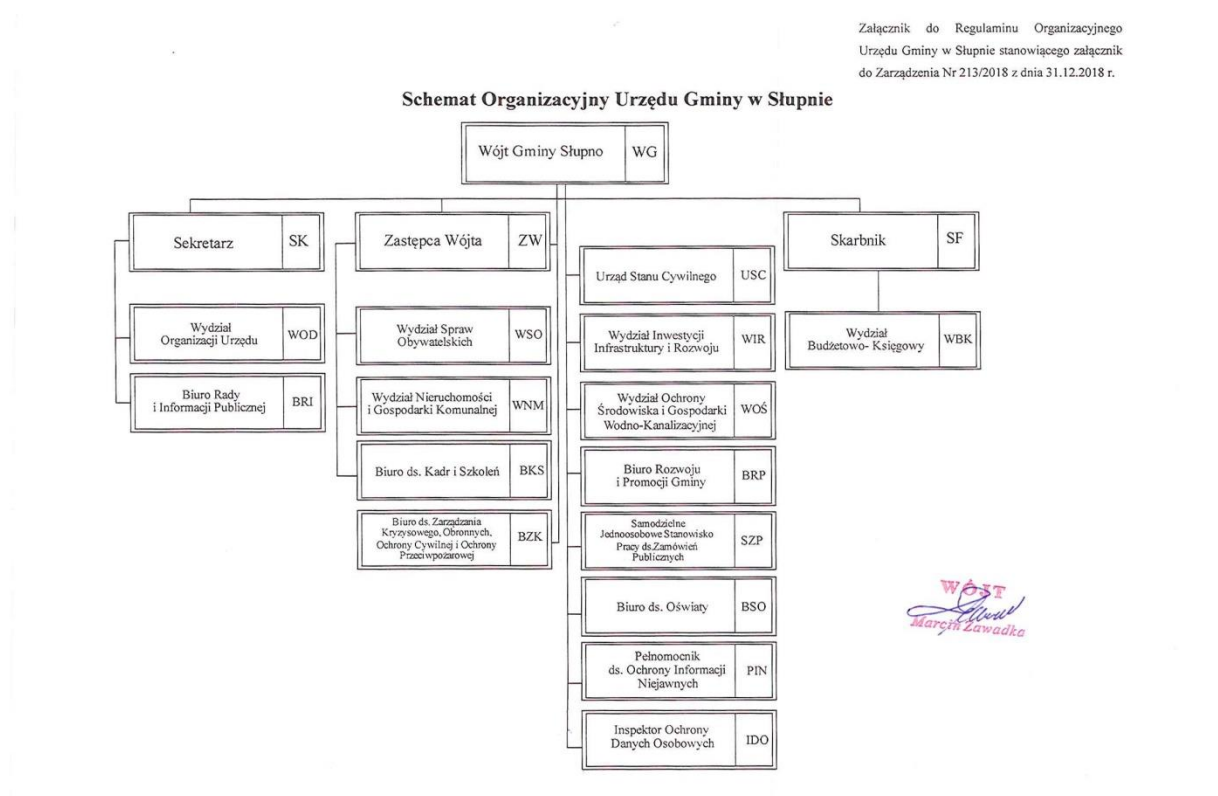 Załącznik do Regulaminu Organizacyjnego
Urzędu Gminy w Słupnie stanowiącego załącznik
do Zarządzenia Nr 213/2018 z dnia 31.12.2018 r.
Schemat Organizacyjny Urzędu Gminy w Słupnie
Wójt Gminy Słupno WG
Sekretarz SK
Wydział
Organizacji Urzędu WOD
Biuro Rady
i Informacji Publicznej BRI
Zastępca Wójta ZW
Wydział Spraw
Obywatelskich WSO
Wydział Nieruchomości
i Gospodarki Komunalnej WNM
Biuro ds. Kadr i Szkoleń BKS
Biuro ds. Zarządzania
Kryzysowego, Obronnych,
Ochrony Cywilnej i Ochrony
Przeciwpożarowej BZK
Urząd Stanu Cywilnego USC
Wydział Inwestycji
Infrastruktury i Rozwoju WIR
Wydział Ochrony
Środowiska i Gospodarki
Wodno-Kanalizacyjnej WOŚ
Biuro Rozwoju
i Promocji Gminy BRP
Samodzielne
Jednoosobowe Stanowisko
Pracy ds.Zamówień
Publicznych SZP
Biuro ds. Oświaty BSO
Pełnomocnik
ds. Ochrony Informacji
Niejawnych PIN
Inspektor Ochrony
Danych Osobowych IDO
Skarbnik SF
Wydział
Budżetowo- Księgowy WBK
WÓJT
Marcin Zawadka